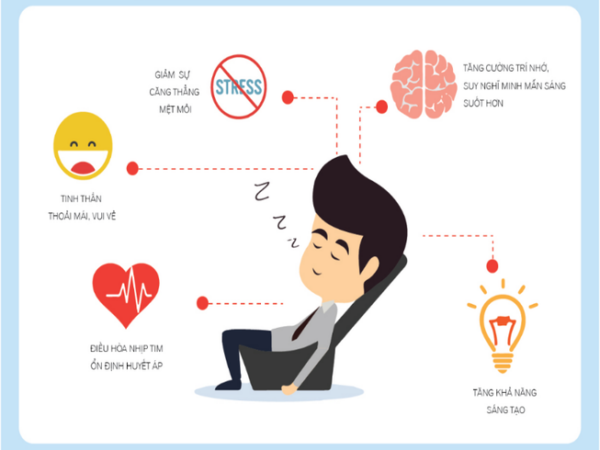 GIẢM SỰ
CĂNG THẲNG
MỆT MỎI
STRESS
TĂNG CƯỜNG TRÍ NHỚ,
SUY NGHĨ MINH MẪN SÁNG
SUỐT HƠN
TINH THẦN
THOẢI MÁI, VUI VẺ
Z
Z
Z
ĐIỀU HÒA NHỊP TIM
ỔN ĐỊNH HUYẾT ÁP
TĂNG KHẢ NĂNG
SÁNG TẠO